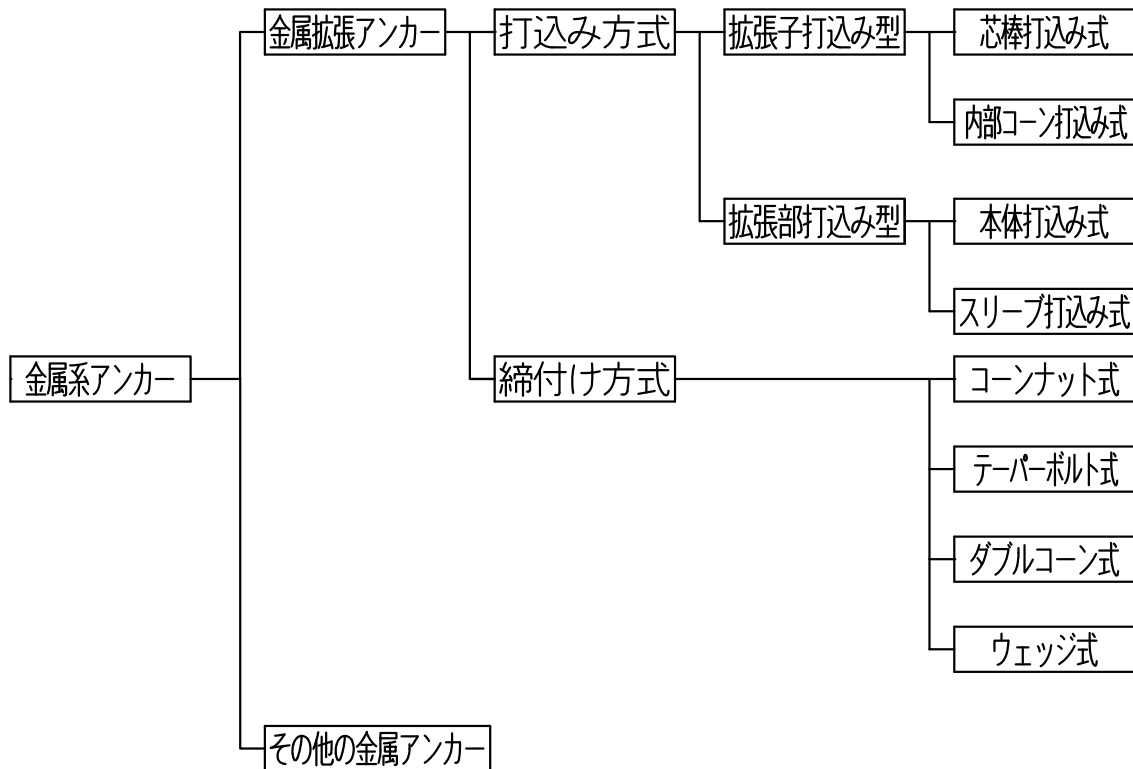 金属拡張アンカー
打込み方式
拡張子打込み型
芯棒打込み式
内部コーン打込み式
拡張部打込み型
本体打込み式
スリーブ打込み式
金属系アンカー
締付け方式
コーンナット式
テーパーボルト式
ダブルコーン式
ウェッジ式
その他の金属アンカー